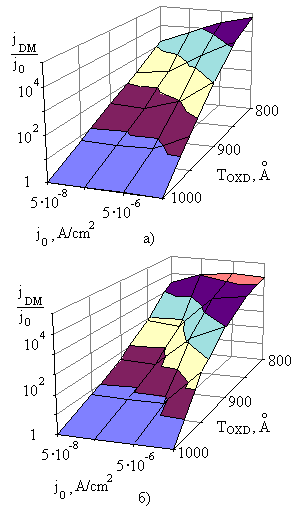 j_DM
j_0
10^4
10^2
1
5·10^-8
5·10^-6
j_0, A/cm^2
800
900
1000
T_OXD, Å
а)
j_DM
j_0
10^4
10^2
1
5·10^-8
5·10^-6
j_0, A/cm^2
800
900
1000
T_OXD, Å
б)